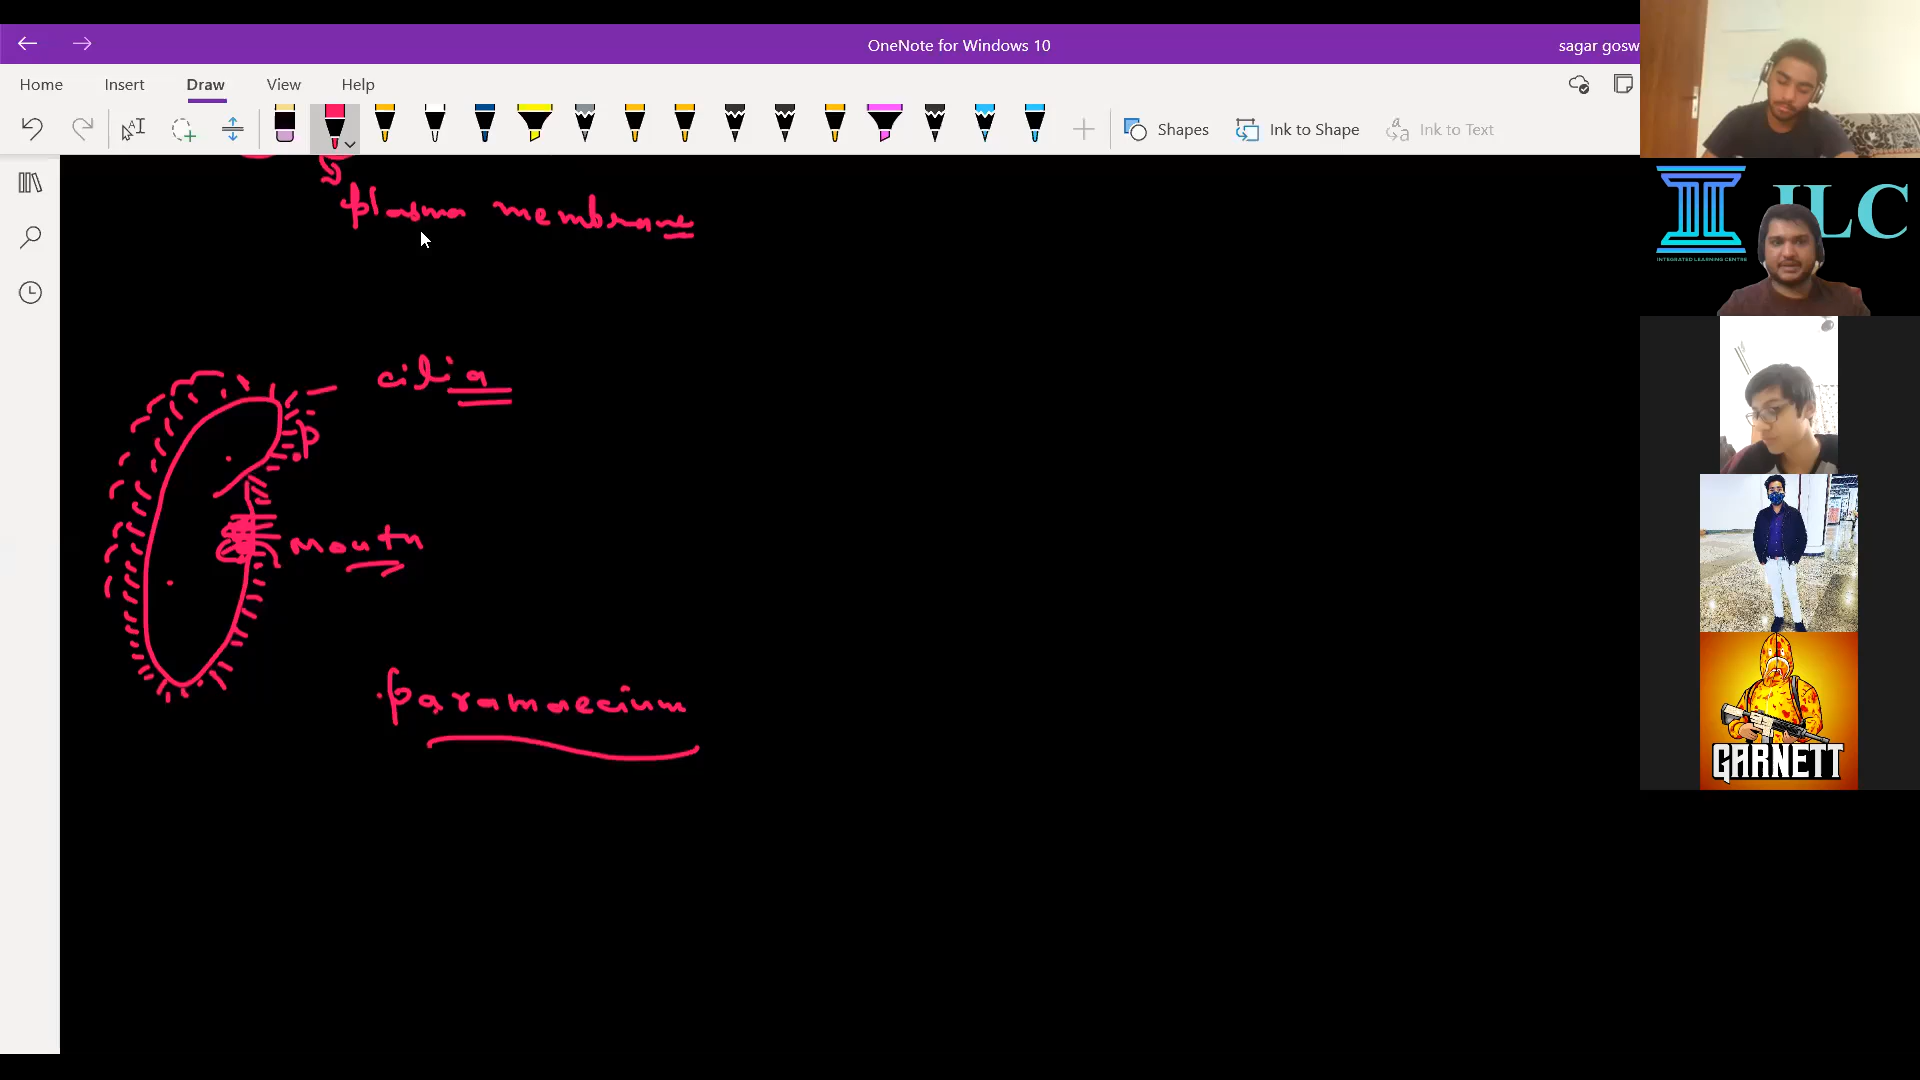 OneNote for Windows 10
sagar gosw
Home Insert Draw View Help
Shapes Ink to Shape Ink to Text
plasma membrane
cilia
P
mouth
paramaecium
ILC
INTEGRATED LEARNING CENTRE
GARNETT